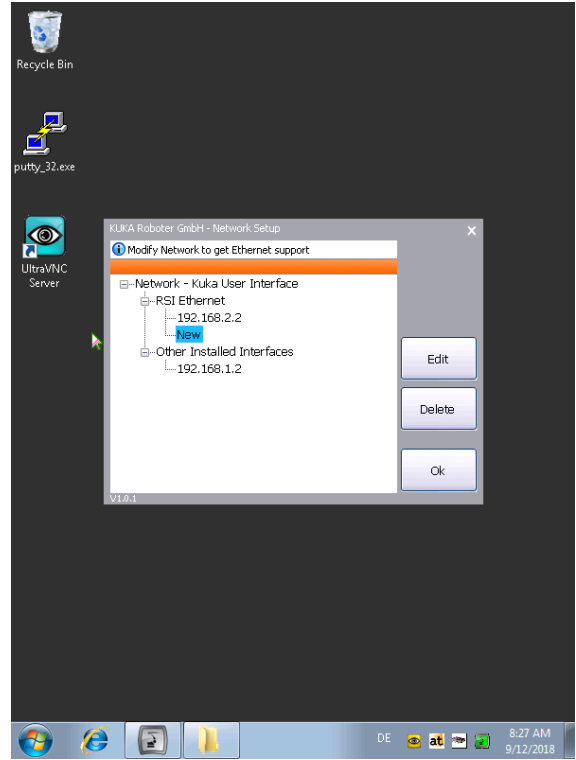 Recycle Bin
putty_32.exe
UltraVNC
Server
KUKA Roboter GmbH - Network Setup
x
Modify Network to get Ethernet support
Network - Kuka User Interface
RSI Ethernet
192.168.2.2
New
Other Installed Interfaces
192.168.1.2
Edit
Delete
Ok
V1.0.1
DE
at
8:27 AM
9/12/2018